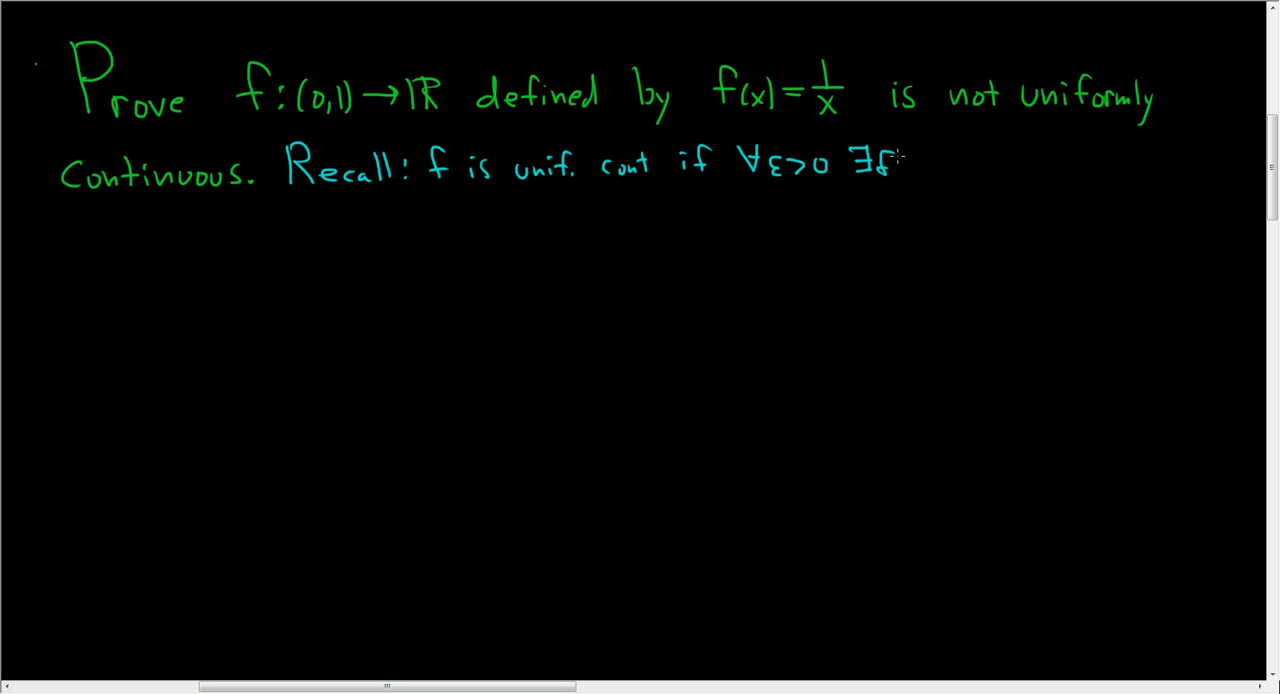 Prove f:(0,1)→ℝ defined by f(x)=1/x is not uniformly
Continuous. Recall: f is unif. cont if ∀ε>0 ∃δ